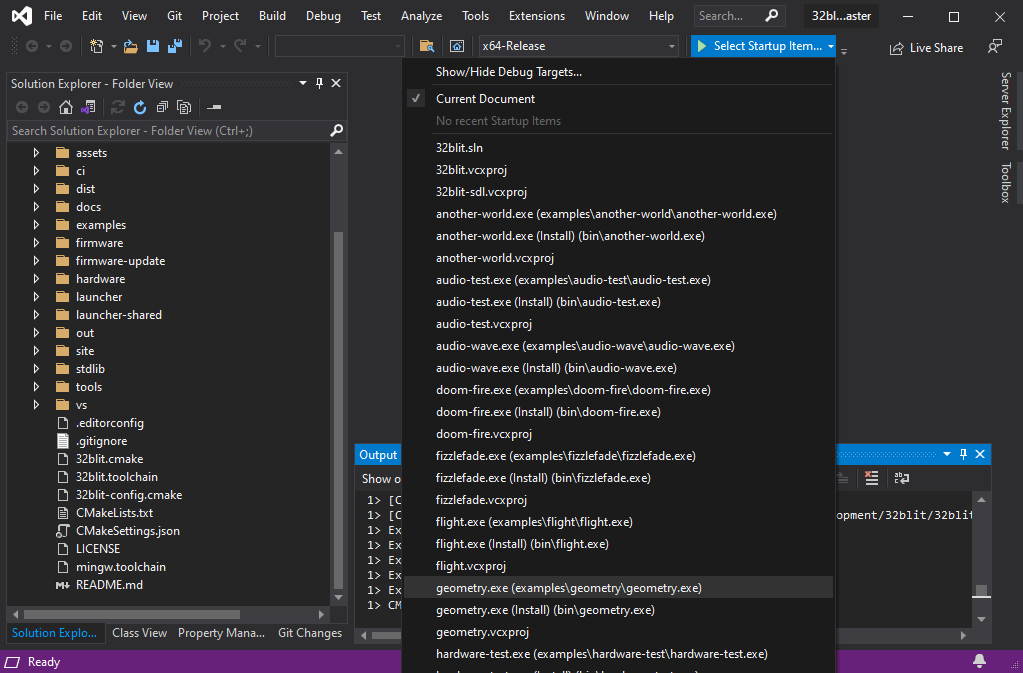 File Edit View Git Project Build Debug Test Analyze Tools Extensions Window Help Search... 32bl...aster
x64-Release Select Startup Item... Live Share
Solution Explorer - Folder View
Search Solution Explorer - Folder View (Ctrl+;)
assets
ci
dist
docs
examples
firmware
firmware-update
hardware
launcher
launcher-shared
out
site
stdlib
tools
vs
.editorconfig
.gitignore
32blit.cmake
32blit.toolchain
32blit-config.cmake
CMakeLists.txt
CMakeSettings.json
LICENSE
mingw.toolchain
README.md
Solution Explo... Class View Property Mana... Git Changes
Show/Hide Debug Targets...
Current Document
No recent Startup Items
32blit.sln
32blit.vcxproj
32blit-sdl.vcxproj
another-world.exe (examples\another-world\another-world.exe)
another-world.exe (Install) (bin\another-world.exe)
another-world.vcxproj
audio-test.exe (examples\audio-test\audio-test.exe)
audio-test.exe (Install) (bin\audio-test.exe)
audio-test.vcxproj
audio-wave.exe (examples\audio-wave\audio-wave.exe)
audio-wave.exe (Install) (bin\audio-wave.exe)
doom-fire.exe (examples\doom-fire\doom-fire.exe)
doom-fire.exe (Install) (bin\doom-fire.exe)
doom-fire.vcxproj
fizzlefade.exe (examples\fizzlefade\fizzlefade.exe)
fizzlefade.exe (Install) (bin\fizzlefade.exe)
fizzlefade.vcxproj
flight.exe (examples\flight\flight.exe)
flight.exe (Install) (bin\flight.exe)
flight.vcxproj
geometry.exe (examples\geometry\geometry.exe)
geometry.exe (Install) (bin\geometry.exe)
geometry.vcxproj
hardware-test.exe (examples\hardware-test\hardware-test.exe)
Output
Show o
1> [C
1> [C opment/32blit/32blit
1> Ex
1> Ex
1> Ex
1> Ex
1> Ex
1> CM
Server Explorer
Toolbox
Ready